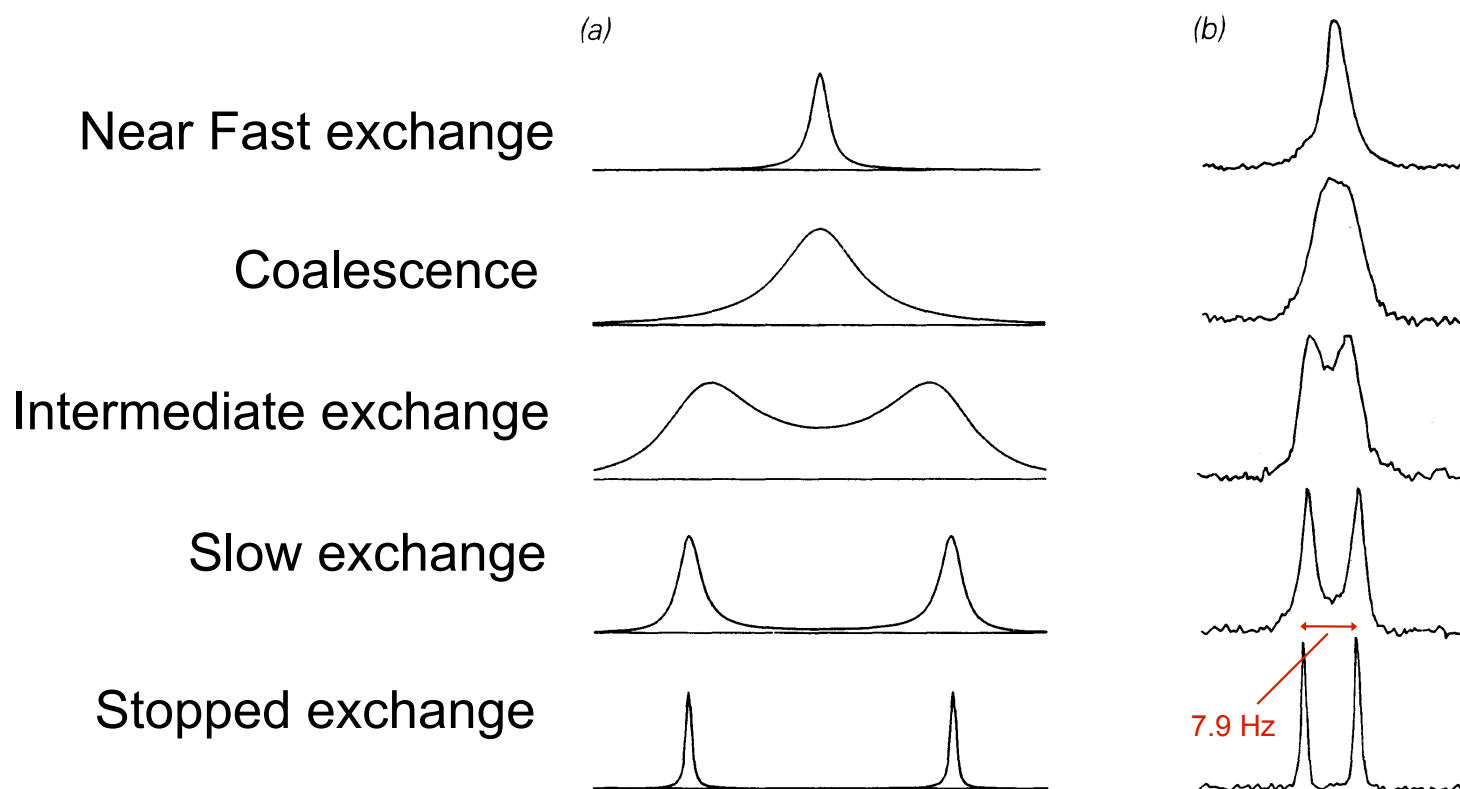 (a)
(b)
Near Fast exchange
Coalescence
Intermediate exchange
Slow exchange
Stopped exchange
7.9 Hz